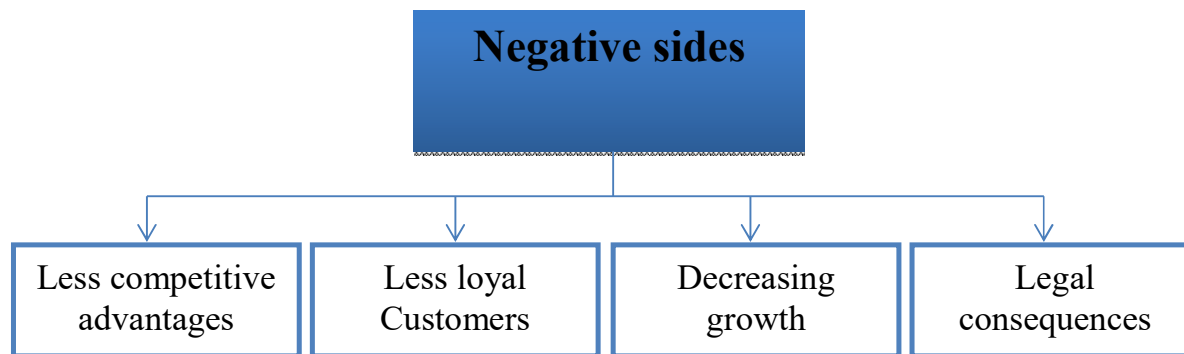 Negative sides
Less competitive
advantages
Less loyal
Customers
Decreasing
growth
Legal
consequences